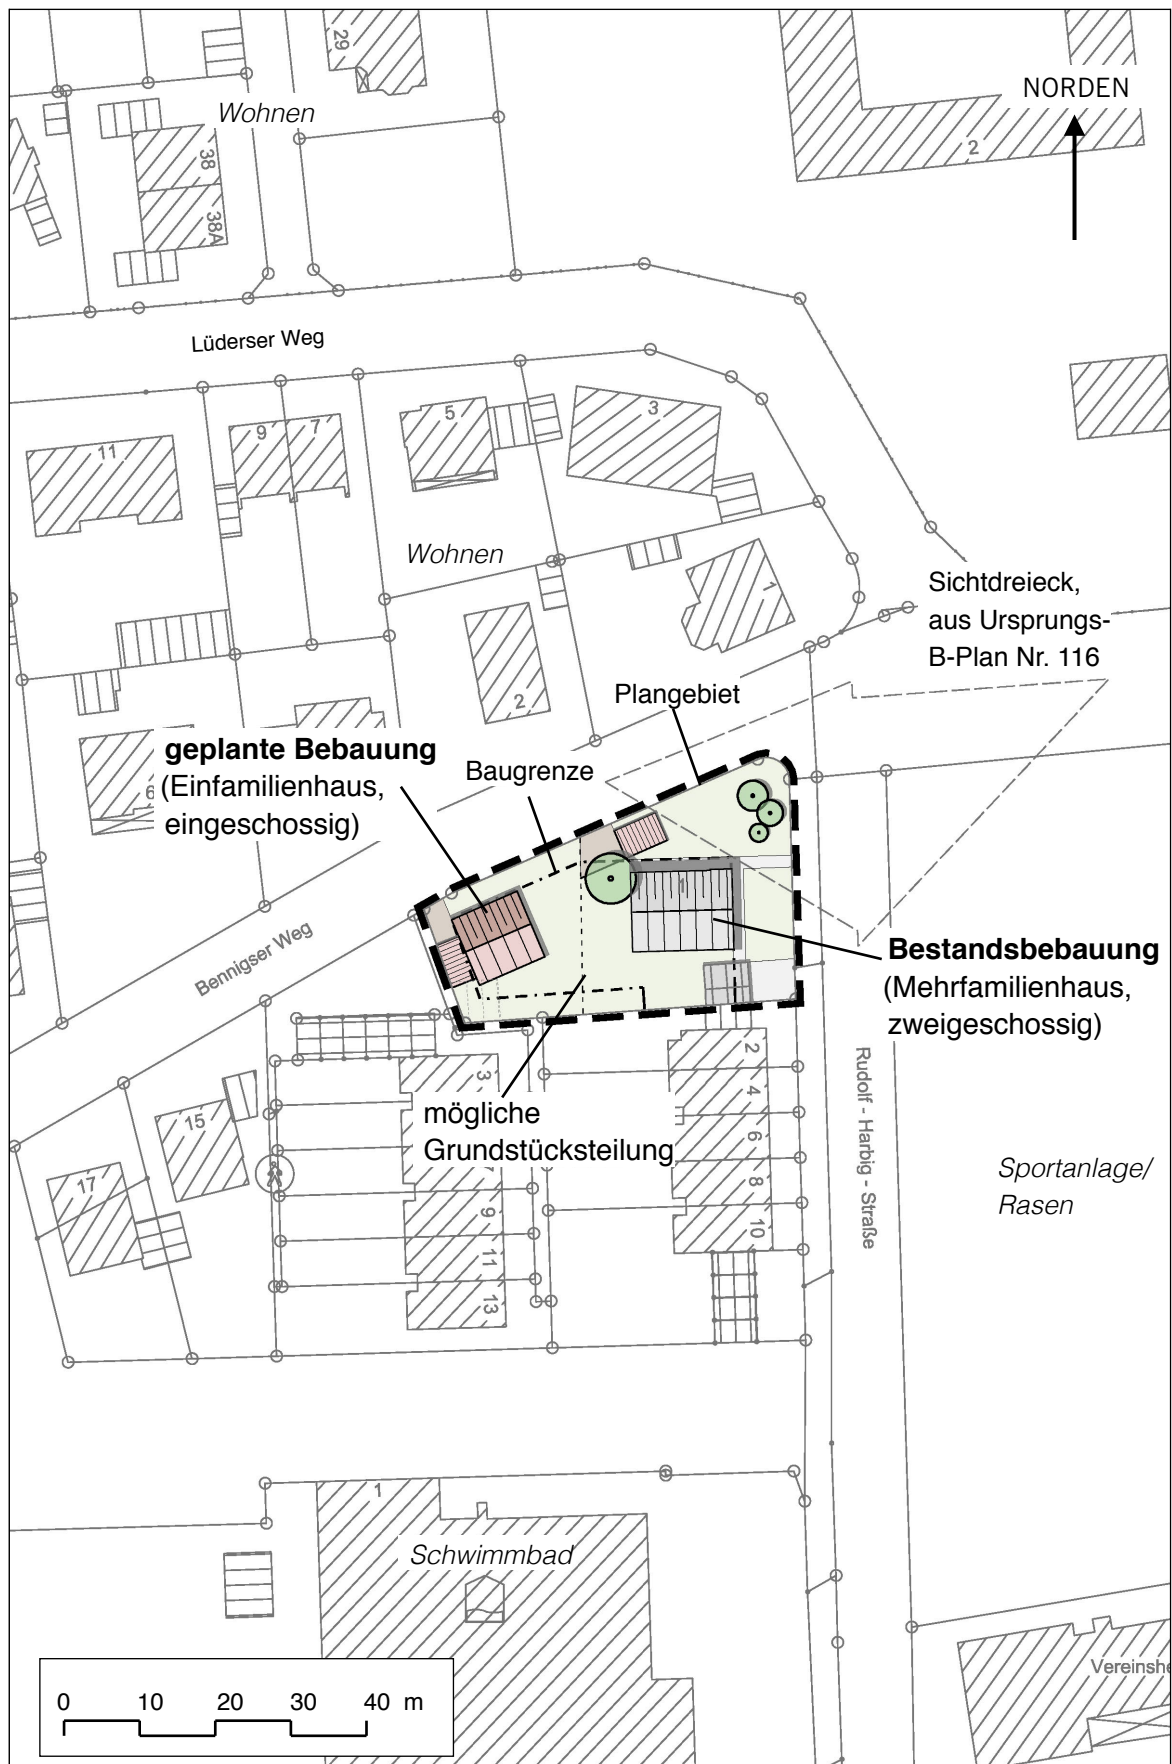 29
Wohnen
NORDEN
2
38
38A
Lüderser Weg
11
9
7
5
3
Wohnen
1
Sichtdreieck,
aus Ursprungs-
B-Plan Nr. 116
2
Plangebiet
geplante Bebauung
(Einfamilienhaus,
eingeschossig)
6
Baugrenze
1
Bennigser Weg
Bestandsbebauung
(Mehrfamilienhaus,
zweigeschossig)
mögliche
Grundstücksteilung
3
9
11
13
2
4
6
8
10
15
17
Rudolf - Harbig - Straße
Sportanlage/
Rasen
1
Schwimmbad
Vereinshe
0 10 20 30 40 m